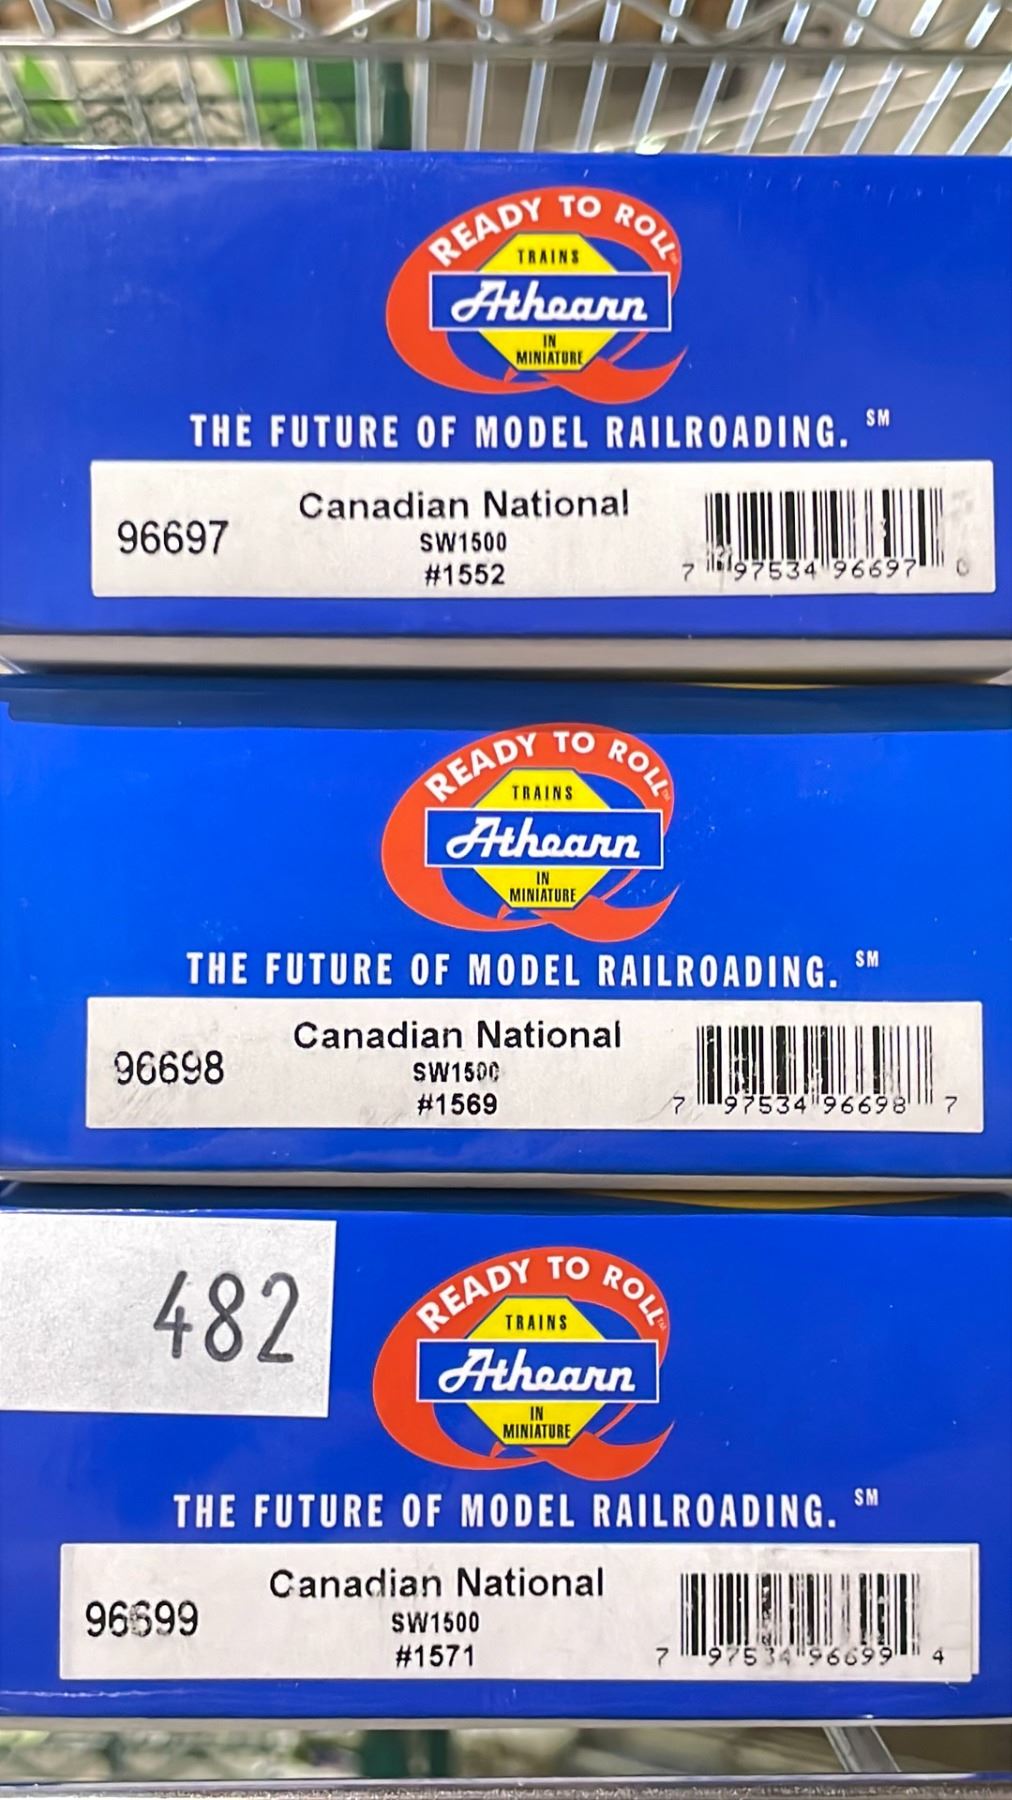 READY TO ROLL™
TRAINS
Athearn
IN
MINIATURE
THE FUTURE OF MODEL RAILROADING. SM
Canadian National
96697
SW1500
#1552
7 97534 96697 0
READY TO ROLL™
TRAINS
Athearn
IN
MINIATURE
THE FUTURE OF MODEL RAILROADING. SM
Canadian National
96698
SW1500
#1569
7 97534 96698 7
482
READY TO ROLL™
TRAINS
Athearn
IN
MINIATURE
THE FUTURE OF MODEL RAILROADING. SM
Canadian National
96699
SW1500
#1571
7 97534 96699 4